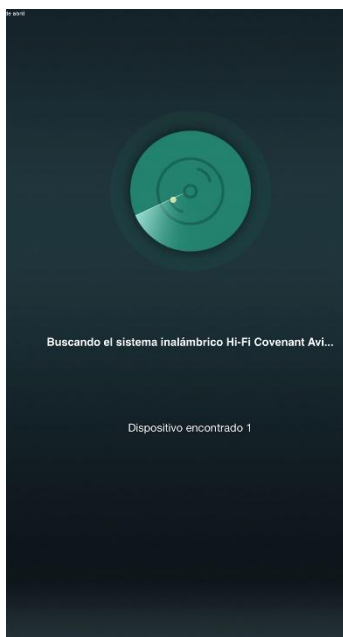 de abril
Buscando el sistema inalámbrico Hi-Fi Covenant Avi...
Dispositivo encontrado 1